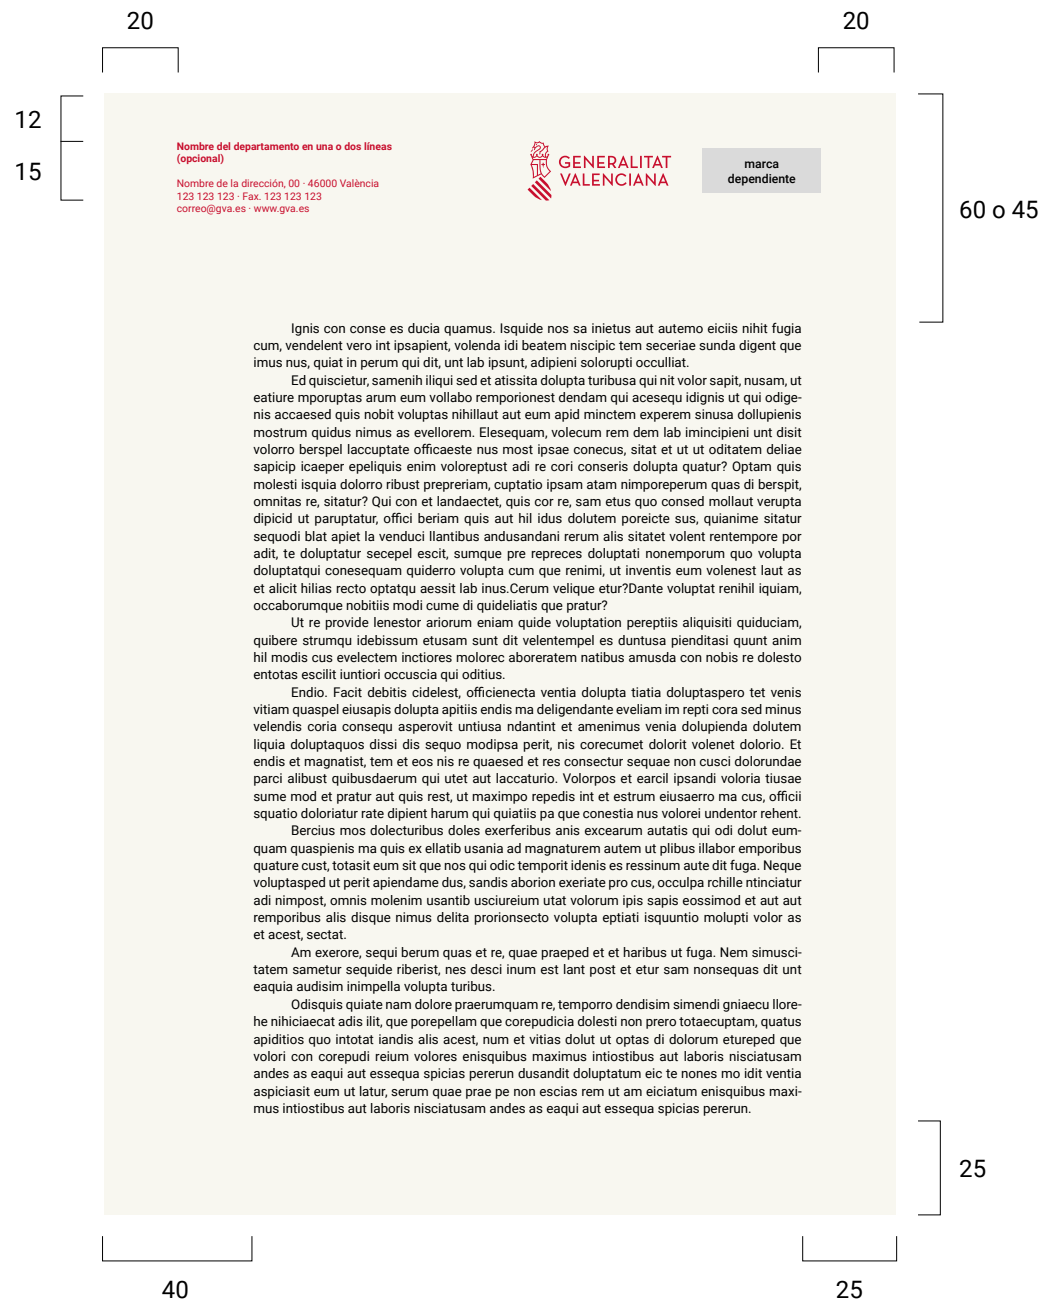 20
20
12
15
60 o 45
Nombre del departamento en una o dos líneas
(opcional)
Nombre de la dirección, 00 · 46000 València
123 123 123 · Fax. 123 123 123
correo@gva.es · www.gva.es
GENERALITAT
VALENCIANA
marca
dependiente
Ignis con conse es ducia quamus. Isquide nos sa inietus aut autemo eiciis nihit fugia
cum, vendelent vero int ipsapient, volenda idi beatem niscipic tem seceriae sunda digent que
imus nus, quiat in perum qui dit, unt lab ipsunt, adipieni solorupti occulliat.
Ed quiscietur, samenih iliqui sed et atissita dolupta turibusa qui nit volor sapit, nusam, ut
eatiure mporuptas arum eum vollabo remporionest dendam qui acesequ idignis ut qui odige-
nis accaesed quis nobit voluptas nihillaut aut eum apid minctem experem sinusa dollupienis
mostrum quidus nimus as evellorem. Elesequam, volecum rem dem lab imincipieni unt disit
volorro berspel laccuptate officaeste nus most ipsae conecus, sitat et ut ut oditatem deliae
sapicip icaeper epeliquis enim voloreptust adi re cori conseris dolupta quatur? Optam quis
molesti isquia dolorro ribust prepreriam, cuptatio ipsam atam nimporeperum quas di berspit,
omnitas re, sitatur? Qui con et landaectet, quis cor re, sam etus quo consed mollaut verupta
dipicid ut paruptatur, offici beriam quis aut hil idus dolutem poreicte sus, quianime sitatur
sequodi blat apiet la venduci llantibus andusandani rerum alis sitatet volent rentempore por
adit, te doluptatur secepel escit, sumque pre repreces doluptati nonemporum quo volupta
doluptatqui conesequam quiderro volupta cum que renimi, ut inventis eum volenest laut as
et alicit hilias recto optatqu aessit lab inus.Cerum velique etur?Dante voluptat renihil iquiam,
occaborumque nobitiis modi cume di quideliatis que pratur?
Ut re provide lenestor ariorum eniam quide voluptation pereptiis aliquisiti quiduciam,
quibere strumqu idebissum etusam sunt dit velentempel es duntusa pienditasi quunt anim
hil modis cus evelectem inctiores molorec aboreratem natibus amusda con nobis re dolesto
entotas escilit iuntiori occuscia qui oditius.
Endio. Facit debitis cidelest, officienecta ventia dolupta tiatia doluptaspero tet venis
vitiam quaspel eiusapis dolupta apitiis endis ma deligendante eveliam im repti cora sed minus
velendis coria consequ asperovit untiusa ndantint et amenimus venia dolupienda dolutem
liquia doluptaquos dissi dis sequo modipsa perit, nis corecumet dolorit volenet dolorio. Et
endis et magnatist, tem et eos nis re quaesed et res consectur sequae non cusci dolorundae
parci alibust quibusdaerum qui utet aut laccaturio. Volorpos et earcil ipsandi voloria tiusae
sume mod et pratur aut quis rest, ut maximpo repedis int et estrum eiusaerro ma cus, officii
squatio doloriatur rate dipient harum qui quiatiis pa que conestia nus volorei undentor rehent.
Bercius mos dolecturibus doles exerferibus anis excearum autatis qui odi dolut eum-
quam quaspienis ma quis ex ellatib usania ad magnaturem autem ut plibus illabor emporibus
quature cust, totasit eum sit que nos qui odic temporit idenis es ressinum aute dit fuga. Neque
voluptasped ut perit apiendame dus, sandis aborion exeriate pro cus, occulpa rchille ntinciatur
adi nimpost, omnis molenim usantib usciureium utat volorum ipis sapis eossimod et aut aut
remporibus alis disque nimus delita prorionsecto volupta eptiati isquuntio molupti volor as
et acest, sectat.
Am exerore, sequi berum quas et re, quae praeped et et haribus ut fuga. Nem simusci-
tatem sametur sequide riberist, nes desci inum est lant post et etur sam nonsequas dit unt
eaquia audisim inimpella volupta turibus.
Odisquis quiate nam dolore praerumquam re, temporro dendisim simendi gniaecu llore-
he nihiciaecat adis ilit, que porepellam que corepudicia dolesti non prero totaecuptam, quatus
apiditios quo intotat iandis alis acest, num et vitias dolut ut optas di dolorum etureped que
volori con corepudi reium volores enisquibus maximus intiostibus aut laboris nisciatusam
andes as eaqui aut essequa spicias pererun dusandit doluptatum eic te nones mo idit ventia
aspiciasit eum ut latur, serum quae prae pe non escias rem ut am eiciatum enisquibus maxi-
mus intiostibus aut laboris nisciatusam andes as eaqui aut essequa spicias pererun.
25
40
25